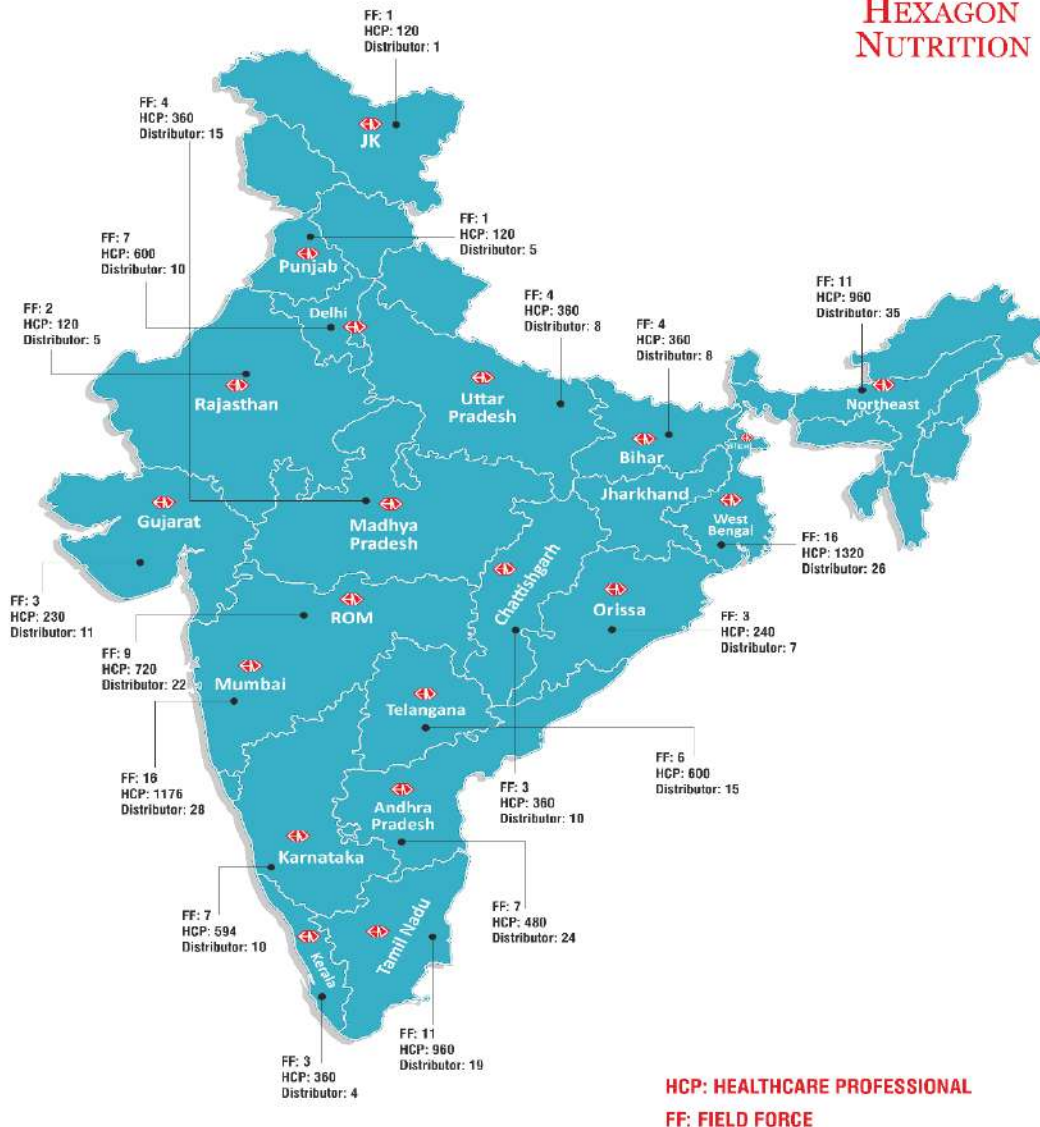 HEXAGON
NUTRITION
FF: 1
HCP: 120
Distributor: 1
FF: 4
HCP: 360
Distributor: 15
JK
FF: 1
HCP: 120
Distributor: 5
FF: 7
HCP: 600
Distributor: 10
Punjab
FF: 2
HCP: 120
Distributor: 5
Delhi
FF: 4
HCP: 360
Distributor: 8
FF: 4
HCP: 360
Distributor: 8
FF: 11
HCP: 960
Distributor: 35
Rajasthan
Uttar
Pradesh
Northeast
Bihar
Jharkhand
Gujarat
Madhya
Pradesh
West
Bengal
FF: 16
HCP: 1320
Distributor: 26
Chattishgarh
FF: 3
HCP: 230
Distributor: 11
ROM
Orissa
FF: 3
HCP: 240
Distributor: 7
FF: 9
HCP: 720
Distributor: 22
Mumbai
Telangana
FF: 16
HCP: 1176
Distributor: 28
FF: 3
HCP: 360
Distributor: 10
FF: 6
HCP: 600
Distributor: 15
Andhra
Pradesh
Karnataka
FF: 7
HCP: 594
Distributor: 10
FF: 7
HCP: 480
Distributor: 24
Kerala
Tamil Nadu
FF: 3
HCP: 360
Distributor: 4
FF: 11
HCP: 960
Distributor: 19
HCP: HEALTHCARE PROFESSIONAL
FF: FIELD FORCE